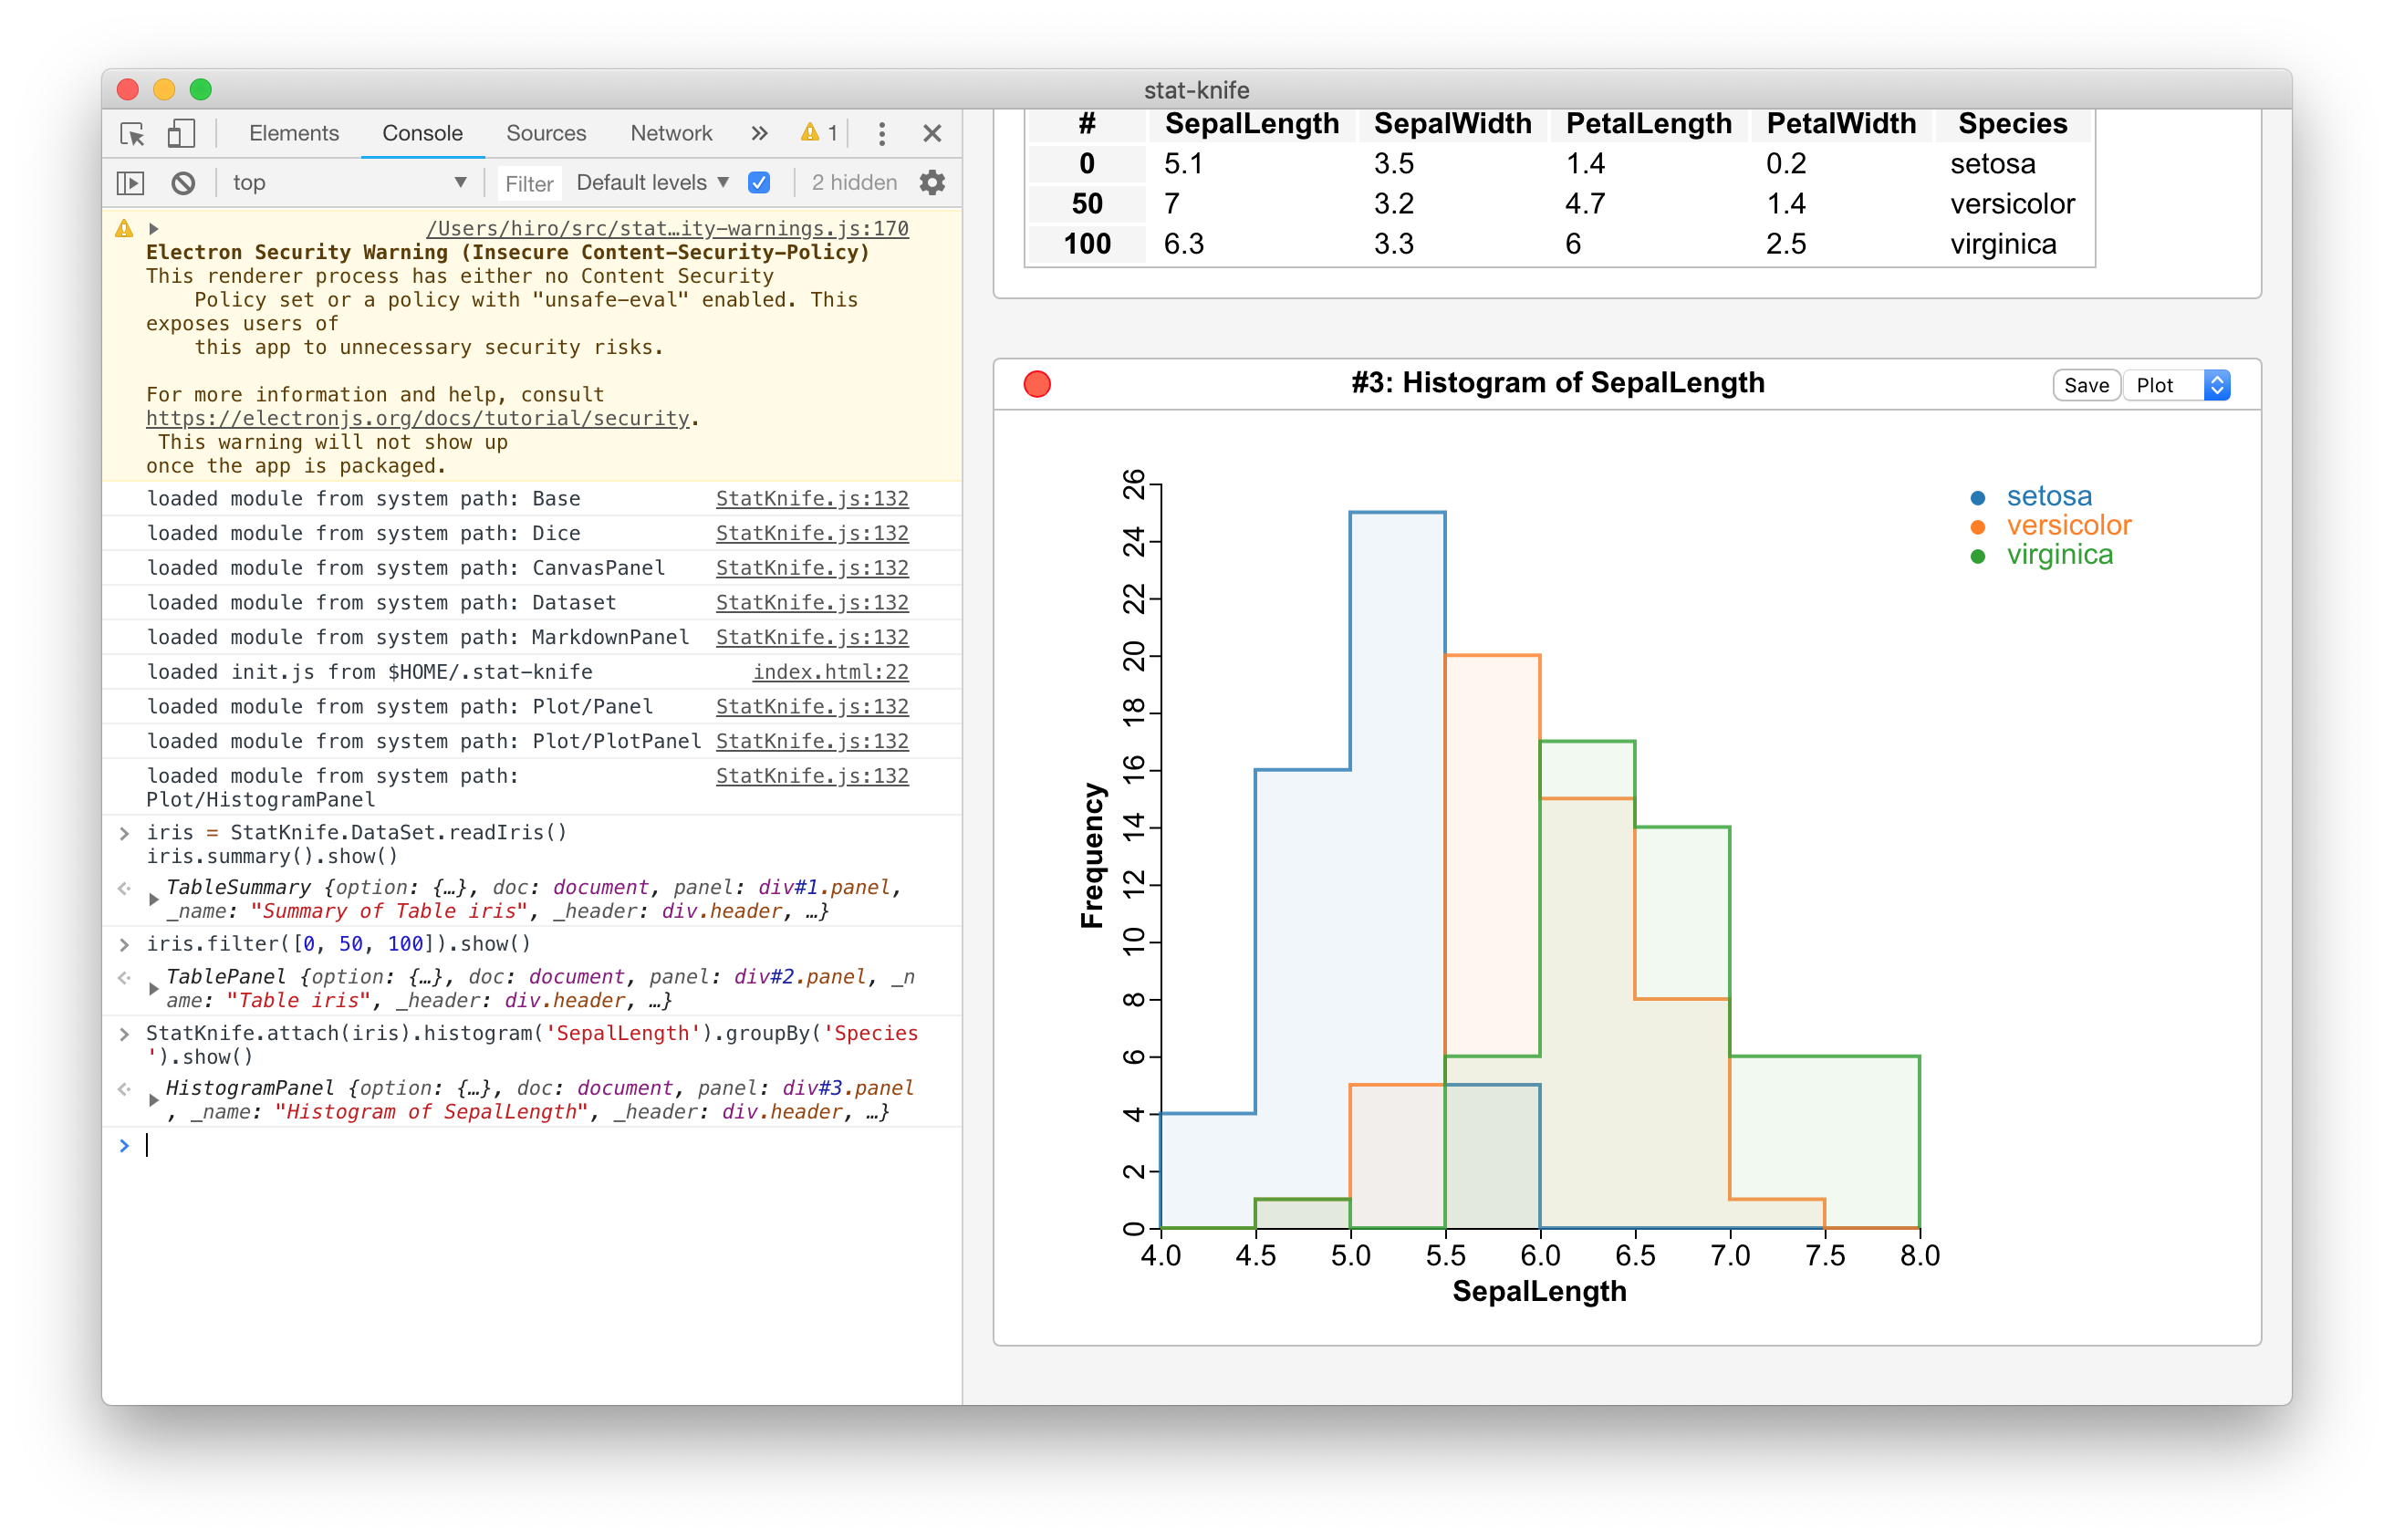 stat-knife
Elements Console Sources Network » 1
top Filter Default levels 2 hidden
/Users/hiro/src/stat…ity-warnings.js:170
Electron Security Warning (Insecure Content-Security-Policy)
This renderer process has either no Content Security
Policy set or a policy with "unsafe-eval" enabled. This
exposes users of
this app to unnecessary security risks.
For more information and help, consult
https://electronjs.org/docs/tutorial/security.
This warning will not show up
once the app is packaged.
loaded module from system path: Base StatKnife.js:132
loaded module from system path: Dice StatKnife.js:132
loaded module from system path: CanvasPanel StatKnife.js:132
loaded module from system path: Dataset StatKnife.js:132
loaded module from system path: MarkdownPanel StatKnife.js:132
loaded init.js from $HOME/.stat-knife index.html:22
loaded module from system path: Plot/Panel StatKnife.js:132
loaded module from system path: Plot/PlotPanel StatKnife.js:132
loaded module from system path: StatKnife.js:132
Plot/HistogramPanel
> iris = StatKnife.DataSet.readIris()
iris.summary().show()
TableSummary {option: {…}, doc: document, panel: div#1.panel,
_name: "Summary of Table iris", _header: div.header, …}
> iris.filter([0, 50, 100]).show()
TablePanel {option: {…}, doc: document, panel: div#2.panel, _n
ame: "Table iris", _header: div.header, …}
> StatKnife.attach(iris).histogram('SepalLength').groupBy('Species
').show()
HistogramPanel {option: {…}, doc: document, panel: div#3.panel
, _name: "Histogram of SepalLength", _header: div.header, …}
>
# SepalLength SepalWidth PetalLength PetalWidth Species
0 5.1 3.5 1.4 0.2 setosa
50 7 3.2 4.7 1.4 versicolor
100 6.3 3.3 6 2.5 virginica
#3: Histogram of SepalLength Save Plot
setosa
versicolor
virginica
Frequency
26
24
22
20
18
16
14
12
10
8
6
4
2
0
4.0 4.5 5.0 5.5 6.0 6.5 7.0 7.5 8.0
SepalLength